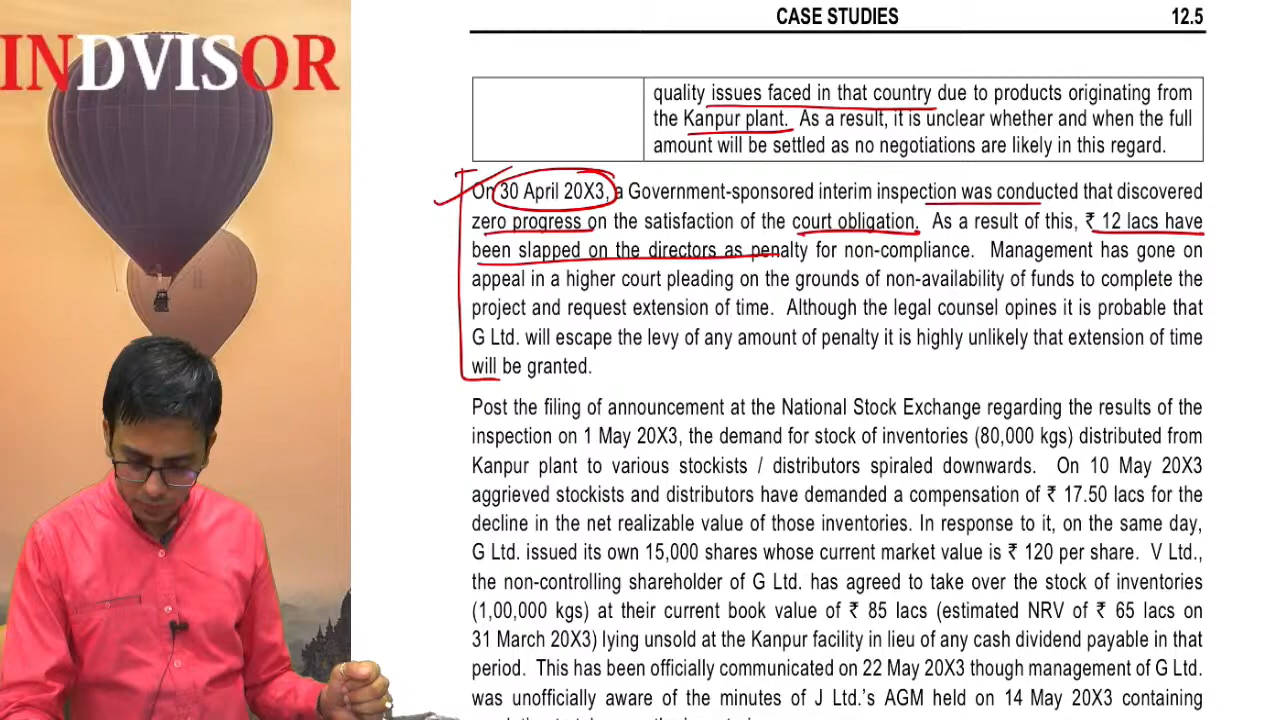 INDVISOR
CASE STUDIES 12.5
quality issues faced in that country due to products originating from
the Kanpur plant. As a result, it is unclear whether and when the full
amount will be settled as no negotiations are likely in this regard.
On 30 April 20X3, a Government-sponsored interim inspection was conducted that discovered
zero progress on the satisfaction of the court obligation. As a result of this, ₹ 12 lacs have
been slapped on the directors as penalty for non-compliance. Management has gone on
appeal in a higher court pleading on the grounds of non-availability of funds to complete the
project and request extension of time. Although the legal counsel opines it is probable that
G Ltd. will escape the levy of any amount of penalty it is highly unlikely that extension of time
will be granted.
Post the filing of announcement at the National Stock Exchange regarding the results of the
inspection on 1 May 20X3, the demand for stock of inventories (80,000 kgs) distributed from
Kanpur plant to various stockists / distributors spiraled downwards. On 10 May 20X3
aggrieved stockists and distributors have demanded a compensation of ₹ 17.50 lacs for the
decline in the net realizable value of those inventories. In response to it, on the same day,
G Ltd. issued its own 15,000 shares whose current market value is ₹ 120 per share. V Ltd.,
the non-controlling shareholder of G Ltd. has agreed to take over the stock of inventories
(1,00,000 kgs) at their current book value of ₹ 85 lacs (estimated NRV of ₹ 65 lacs on
31 March 20X3) lying unsold at the Kanpur facility in lieu of any cash dividend payable in that
period. This has been officially communicated on 22 May 20X3 though management of G Ltd.
was unofficially aware of the minutes of J Ltd.'s AGM held on 14 May 20X3 containing